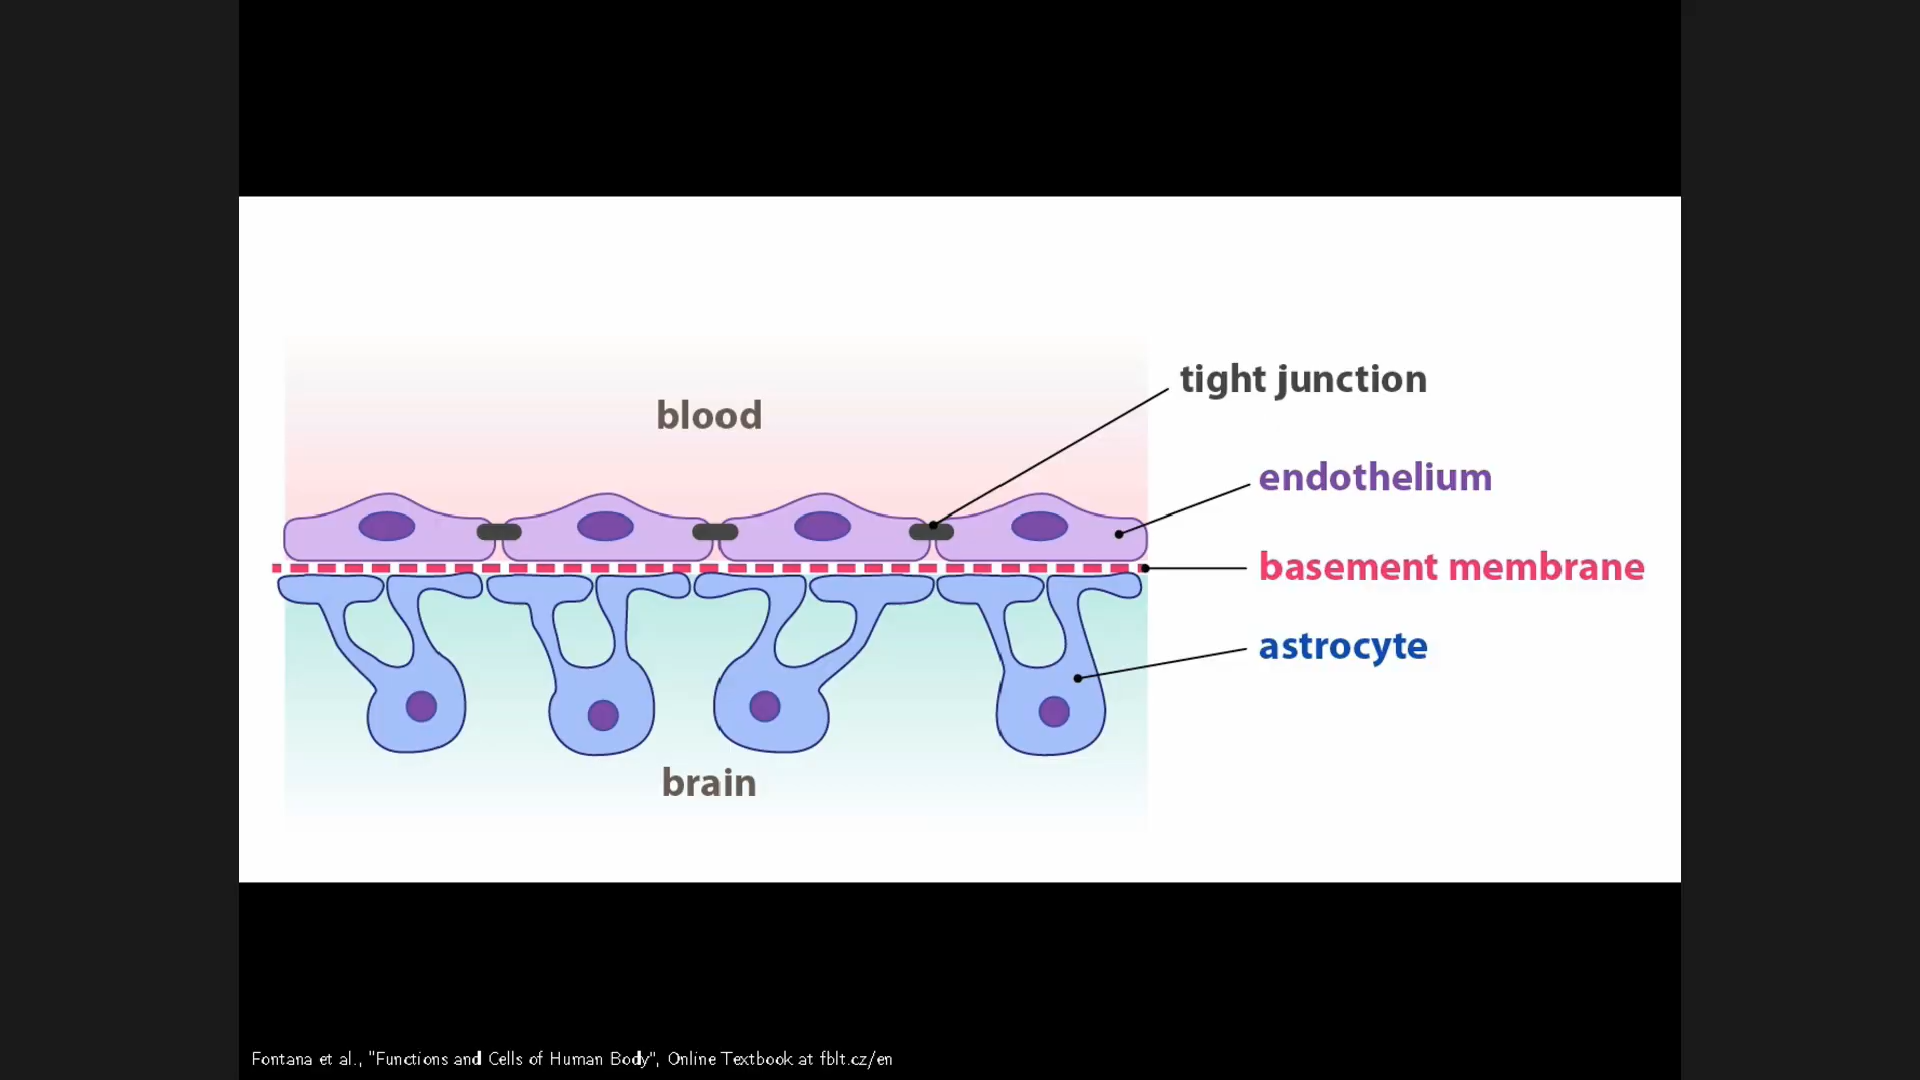 tight junction
blood
endothelium
basement membrane
astrocyte
brain
Fontana et al., "Functions and Cells of Human Body", Online Textbook at fblt.cz/en